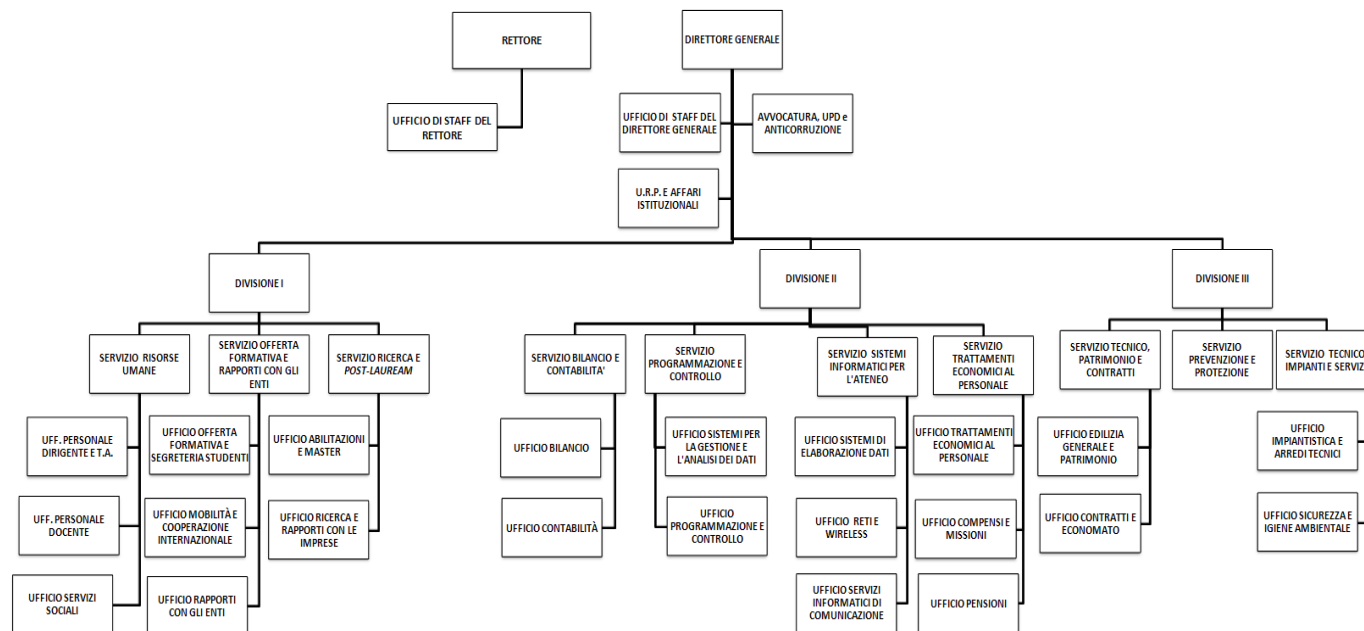 RETTORE
DIRETTORE GENERALE
UFFICIO DI STAFF DEL
RETTORE
UFFICIO DI STAFF DEL
DIRETTORE GENERALE
AVVOCATURA, UPD e
ANTICORRUZIONE
U.R.P. E AFFARI
ISTITUZIONALI
DIVISIONE I
DIVISIONE II
DIVISIONE III
SERVIZIO RISORSE
UMANE
SERVIZIO OFFERTA
FORMATIVA E
RAPPORTI CON GLI
ENTI
SERVIZIO RICERCA E
POST-LAUREAM
SERVIZIO BILANCIO E
CONTABILITA'
SERVIZIO
PROGRAMMAZIONE E
CONTROLLO
SERVIZIO SISTEMI
INFORMATICI PER
L'ATENEO
SERVIZIO
TRATTAMENTI
ECONOMICI AL
PERSONALE
SERVIZIO TECNICO,
PATRIMONIO E
CONTRATTI
SERVIZIO
PREVENZIONE E
PROTEZIONE
SERVIZIO TECNICO
IMPIANTI E SERVIZI
UFF. PERSONALE
DIRIGENTE E T.A.
UFFICIO OFFERTA
FORMATIVA E
SEGRETERIA STUDENTI
UFFICIO ABILITAZIONI
E MASTER
UFFICIO BILANCIO
UFFICIO SISTEMI PER
LA GESTIONE E
L'ANALISI DEI DATI
UFFICIO SISTEMI DI
ELABORAZIONE DATI
UFFICIO TRATTAMENTI
ECONOMICI AL
PERSONALE
UFFICIO EDILIZIA
GENERALE E
PATRIMONIO
UFFICIO
IMPIANTISTICA E
ARREDI TECNICI
UFF. PERSONALE
DOCENTE
UFFICIO MOBILITÀ E
COOPERAZIONE
INTERNAZIONALE
UFFICIO RICERCA E
RAPPORTI CON LE
IMPRESE
UFFICIO CONTABILITÀ
UFFICIO
PROGRAMMAZIONE E
CONTROLLO
UFFICIO RETI E
WIRELESS
UFFICIO COMPENSI E
MISSIONI
UFFICIO CONTRATTI E
ECONOMATO
UFFICIO SICUREZZA E
IGIENE AMBIENTALE
UFFICIO SERVIZI
SOCIALI
UFFICIO RAPPORTI
CON GLI ENTI
UFFICIO SERVIZI
INFORMATICI DI
COMUNICAZIONE
UFFICIO PENSIONI